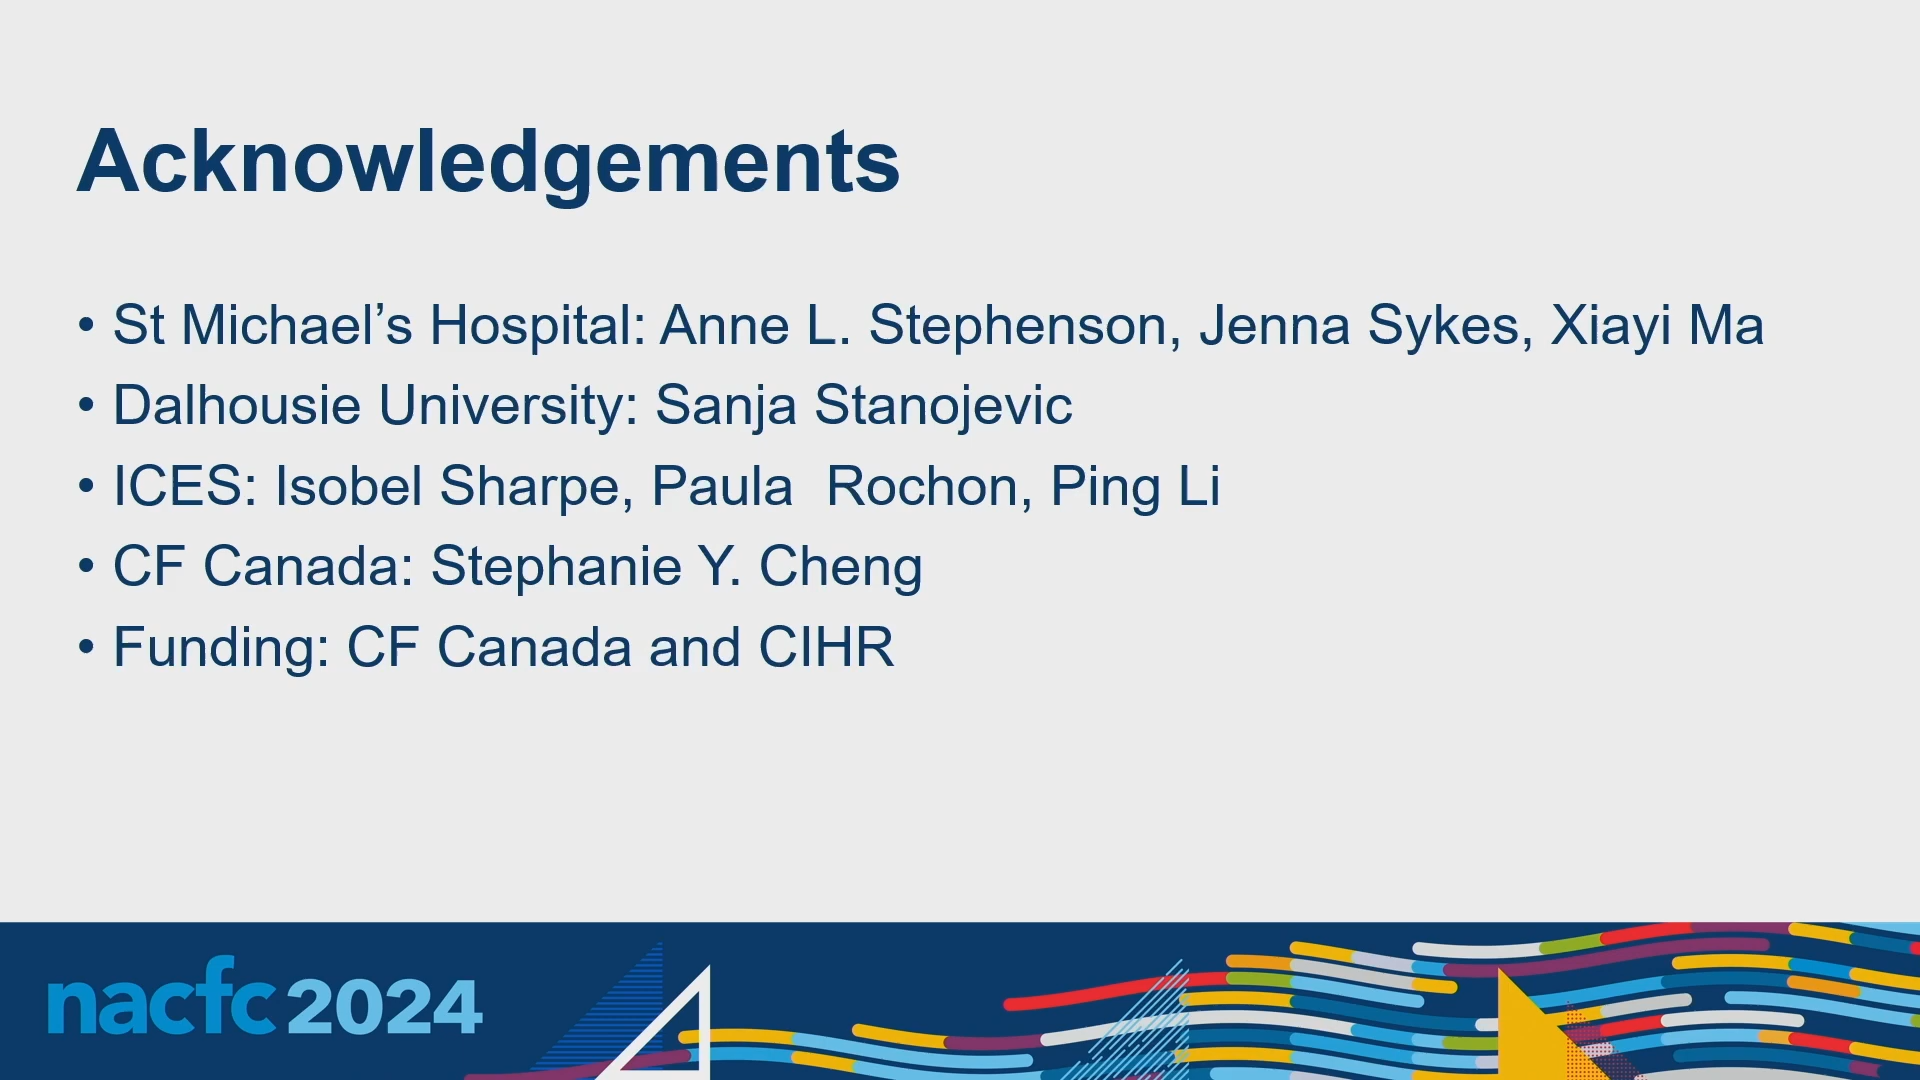 Acknowledgements
• St Michael’s Hospital: Anne L. Stephenson, Jenna Sykes, Xiayi Ma
• Dalhousie University: Sanja Stanojevic
• ICES: Isobel Sharpe, Paula  Rochon, Ping Li
• CF Canada: Stephanie Y. Cheng
• Funding: CF Canada and CIHR
nacfc 2024